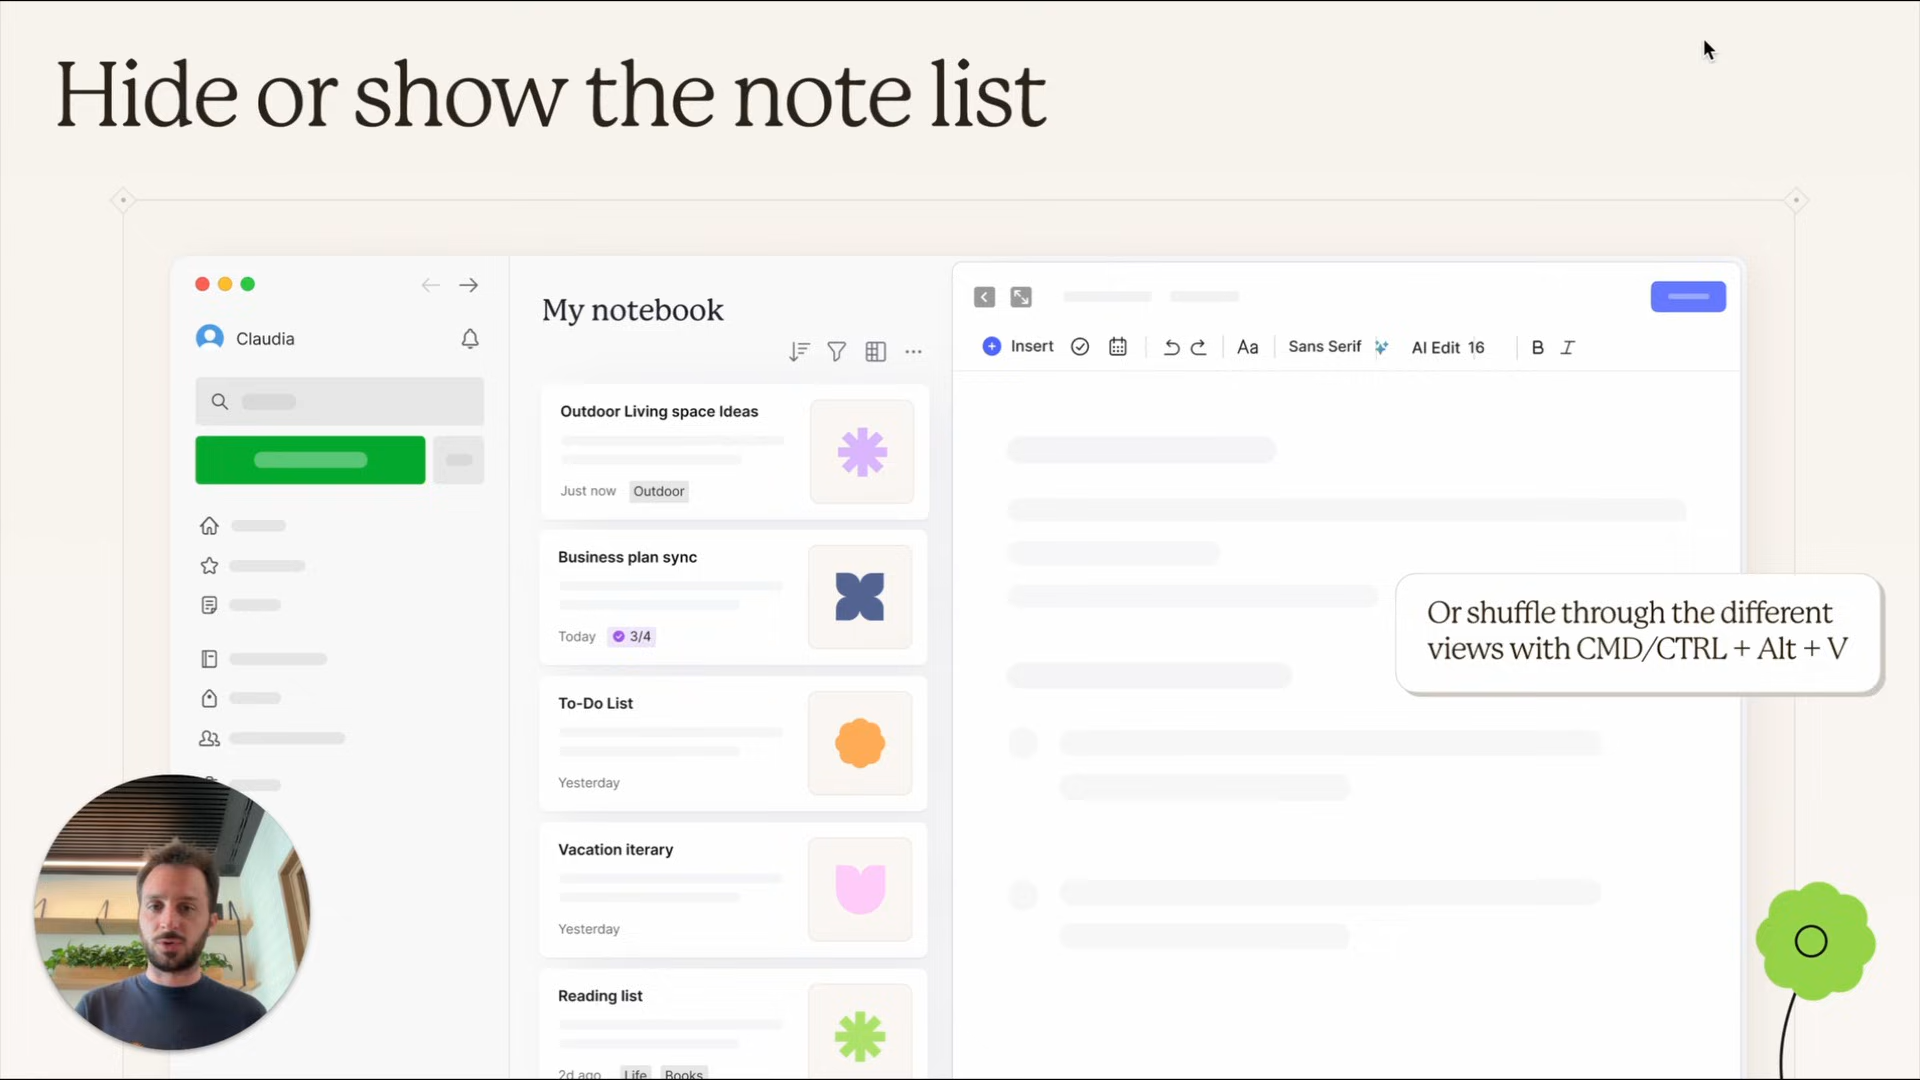 Hide or show the note list
Claudia
My notebook
Insert
Aa
Sans Serif
AI Edit 16
B I
Outdoor Living space Ideas
Just now Outdoor
Business plan sync
Today 3/4
To-Do List
Yesterday
Vacation iterary
Yesterday
Reading list
2d ago Life Books
Or shuffle through the different
views with CMD/CTRL + Alt + V